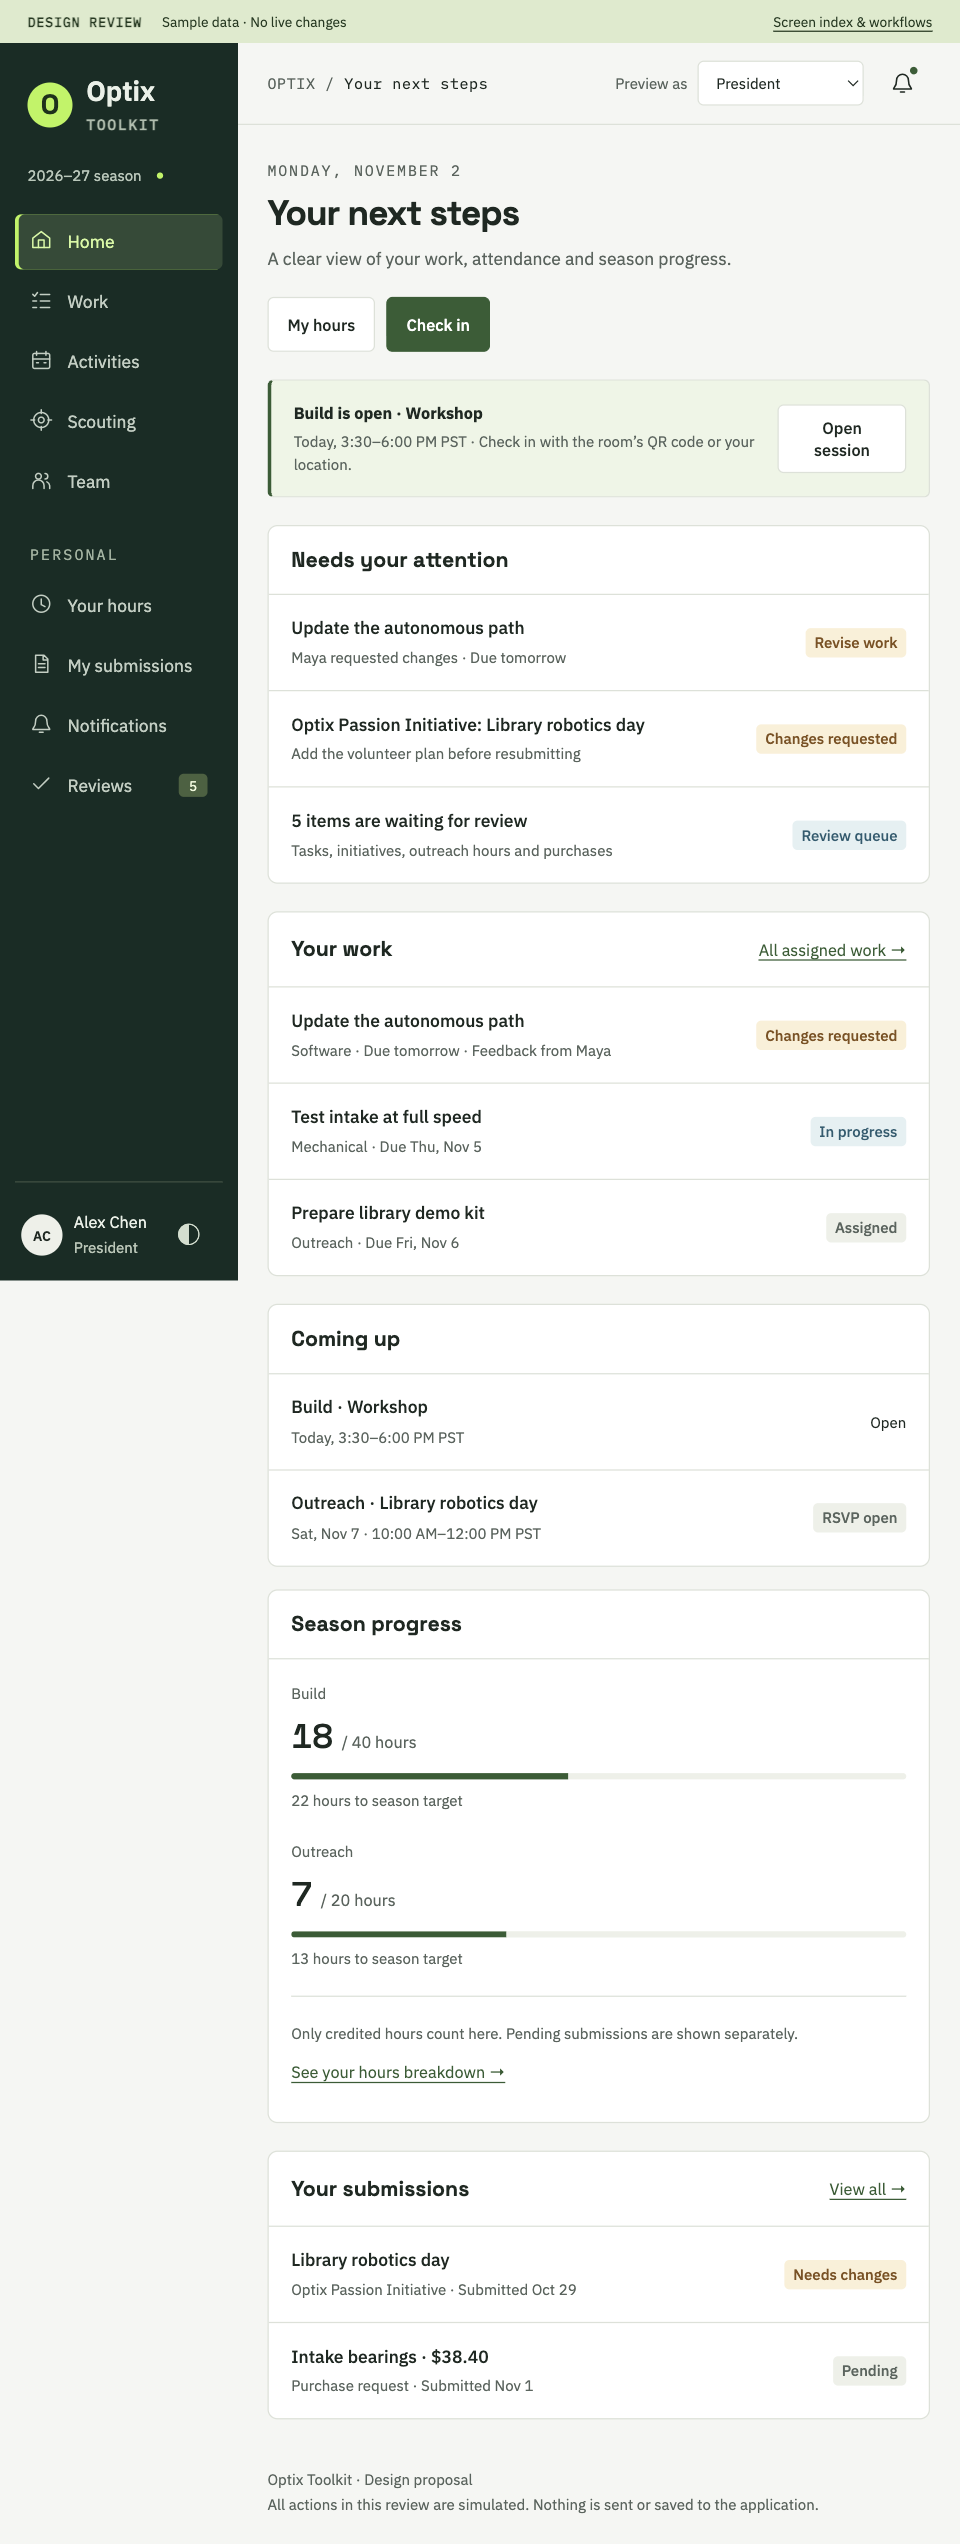 DESIGN REVIEW Sample data · No live changes Screen index & workflows
O Optix
TOOLKIT
2026–27 season
Home
Work
Activities
Scouting
Team
PERSONAL
Your hours
My submissions
Notifications
Reviews 5
AC Alex Chen
President
OPTIX / Your next steps Preview as President
MONDAY, NOVEMBER 2
Your next steps
A clear view of your work, attendance and season progress.
My hours Check in
Build is open · Workshop
Today, 3:30–6:00 PM PST · Check in with the room’s QR code or your
location.
Open
session
Needs your attention
Update the autonomous path
Maya requested changes · Due tomorrow
Revise work
Optix Passion Initiative: Library robotics day
Add the volunteer plan before resubmitting
Changes requested
5 items are waiting for review
Tasks, initiatives, outreach hours and purchases
Review queue
Your work All assigned work →
Update the autonomous path
Software · Due tomorrow · Feedback from Maya
Changes requested
Test intake at full speed
Mechanical · Due Thu, Nov 5
In progress
Prepare library demo kit
Outreach · Due Fri, Nov 6
Assigned
Coming up
Build · Workshop
Today, 3:30–6:00 PM PST
Open
Outreach · Library robotics day
Sat, Nov 7 · 10:00 AM–12:00 PM PST
RSVP open
Season progress
Build
18 / 40 hours
22 hours to season target
Outreach
7 / 20 hours
13 hours to season target
Only credited hours count here. Pending submissions are shown separately.
See your hours breakdown →
Your submissions View all →
Library robotics day
Optix Passion Initiative · Submitted Oct 29
Needs changes
Intake bearings · $38.40
Purchase request · Submitted Nov 1
Pending
Optix Toolkit · Design proposal
All actions in this review are simulated. Nothing is sent or saved to the application.